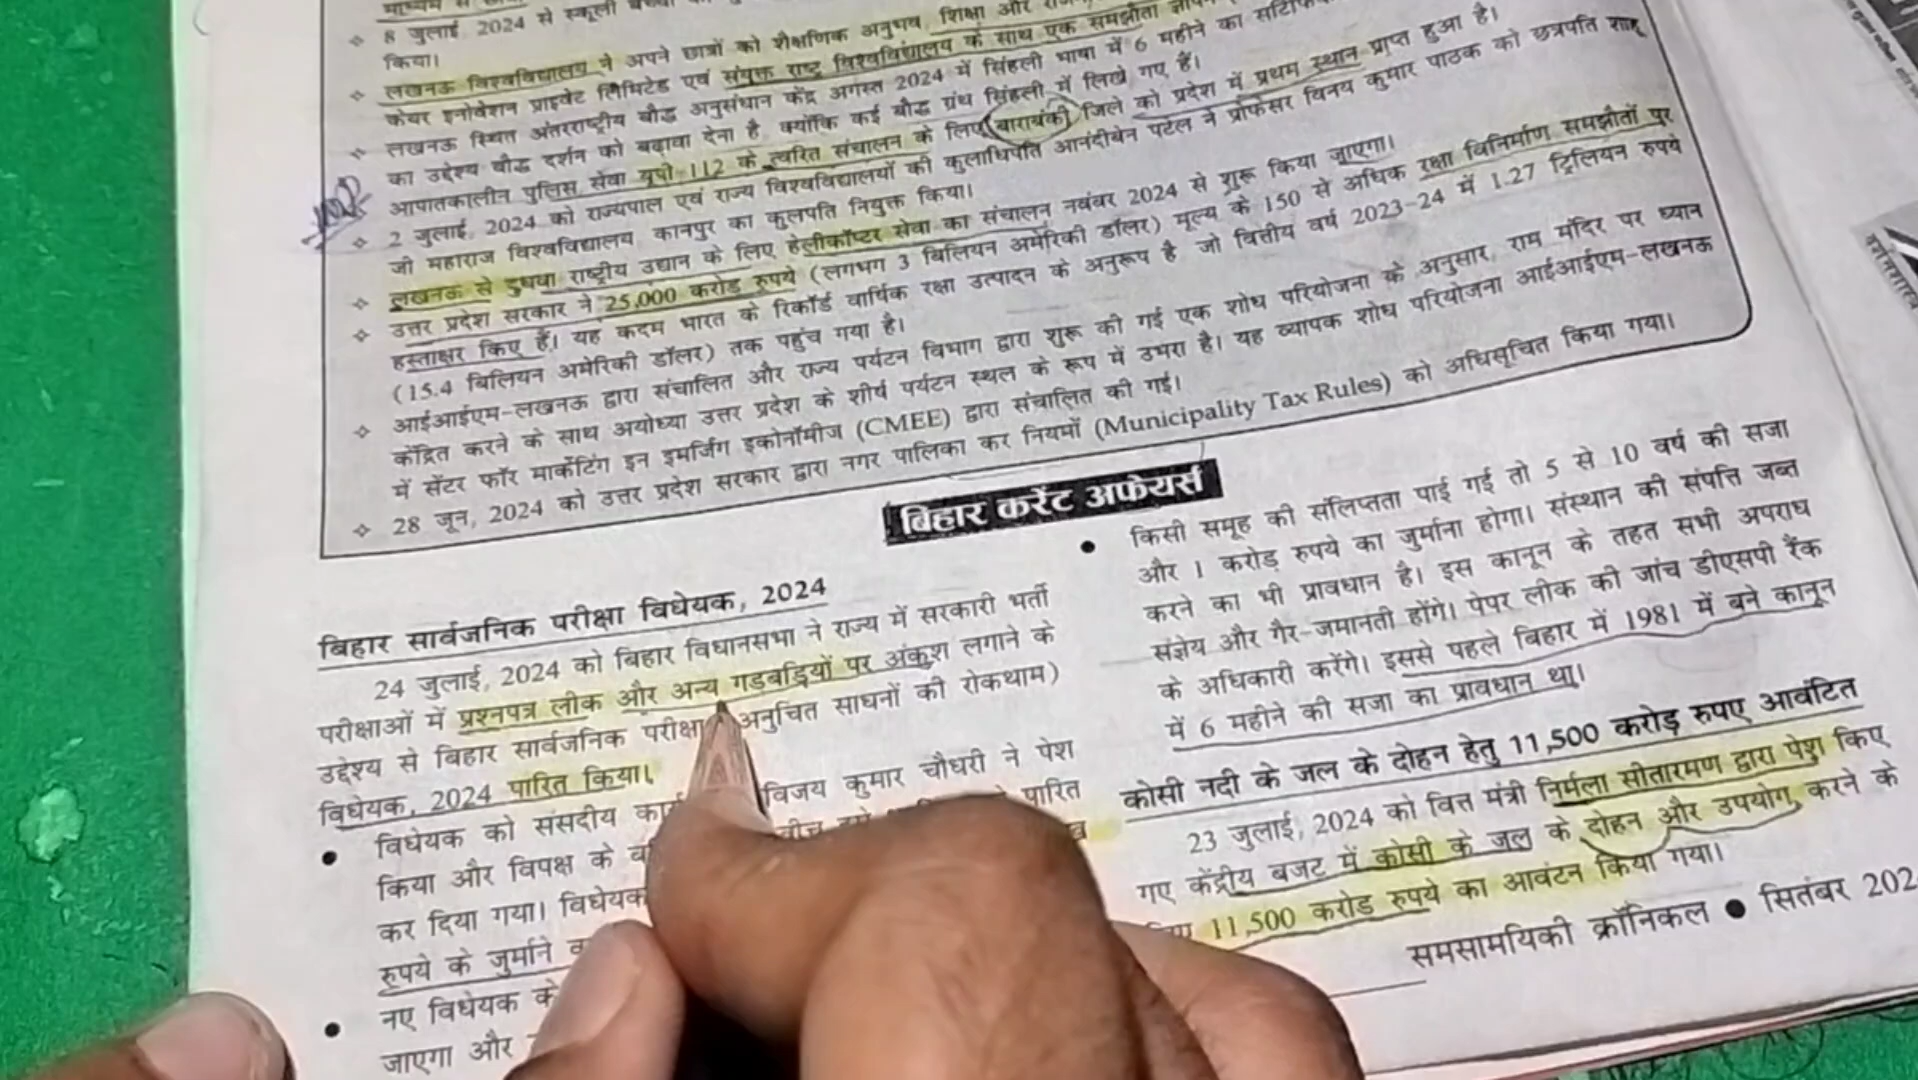 8 जुलाई, 2024 से स्कूली
किया।
लखनऊ विश्वविद्यालय ने अपने छात्रों को शैक्षणिक अनुभव, शिक्षा और
केयर इनोवेशन प्राइवेट लिमिटेड एवं संयुक्त राष्ट्र विश्वविद्यालय के साथ एक समझौता
लखनऊ स्थित अंतरराष्ट्रीय बौद्ध अनुसंधान केंद्र अगस्त 2024 में सिंहली भाषा में 6 महीने का
का उद्देश्य बौद्ध दर्शन को बढ़ावा देना है, क्योंकि कई बौद्ध ग्रंथ सिंहली में लिखे गए हैं।
आपातकालीन पुलिस सेवा यूपी-112 के त्वरित संचालन के लिए बाराबंकी जिले को प्रदेश में प्रथम स्थान प्राप्त हुआ है।
2 जुलाई, 2024 को राज्यपाल एवं राज्य विश्वविद्यालयों की कुलाधिपति आनंदीबेन पटेल ने प्रोफेसर विनय कुमार पाठक को छत्रपति शाहू
जी महाराज विश्वविद्यालय, कानपुर का कुलपति नियुक्त किया।
लखनऊ से दुधवा राष्ट्रीय उद्यान के लिए हेलीकॉप्टर सेवा का संचालन नवंबर 2024 से शुरू किया जाएगा।
उत्तर प्रदेश सरकार ने 25,000 करोड़ रुपये (लगभग 3 बिलियन अमेरिकी डॉलर) मूल्य के 150 से अधिक रक्षा विनिर्माण समझौतों पर
हस्ताक्षर किए हैं। यह कदम भारत के रिकॉर्ड वार्षिक रक्षा उत्पादन के अनुरूप है, जो वित्तीय वर्ष 2023-24 में 1.27 ट्रिलियन रुपये
(15.4 बिलियन अमेरिकी डॉलर) तक पहुंच गया है।
आईआईएम-लखनऊ द्वारा संचालित और राज्य पर्यटन विभाग द्वारा शुरू की गई एक शोध परियोजना के अनुसार, राम मंदिर पर ध्यान
केंद्रित करने के साथ अयोध्या उत्तर प्रदेश के शीर्ष पर्यटन स्थल के रूप में उभरा है। यह व्यापक शोध परियोजना आईआईएम-लखनऊ
में सेंटर फॉर मार्केटिंग इन इमर्जिंग इकोनॉमीज (CMEE) द्वारा संचालित की गई।
28 जून, 2024 को उत्तर प्रदेश सरकार द्वारा नगर पालिका कर नियमों (Municipality Tax Rules) को अधिसूचित किया गया।
बिहार करेंट अफेयर्स
बिहार सार्वजनिक परीक्षा विधेयक, 2024
24 जुलाई, 2024 को बिहार विधानसभा ने राज्य में सरकारी भर्ती
परीक्षाओं में प्रश्नपत्र लीक और अन्य गड़बड़ियों पर अंकुश लगाने के
उद्देश्य से बिहार सार्वजनिक परीक्षा अनुचित साधनों की रोकथाम)
विधेयक, 2024 पारित किया।
विधेयक को संसदीय विजय कुमार चौधरी ने पेश
किया और विपक्ष के पारित
कर दिया गया। विधेयक
रुपये के जुर्माने
नए विधेयक के
जाएगा और
किसी समूह की संलिप्तता पाई गई तो 5 से 10 वर्ष की सजा
और 1 करोड़ रुपये का जुर्माना होगा। संस्थान की संपत्ति जब्त
करने का भी प्रावधान है। इस कानून के तहत सभी अपराध
संज्ञेय और गैर-जमानती होंगे। पेपर लीक की जांच डीएसपी रैंक
के अधिकारी करेंगे। इससे पहले बिहार में 1981 में बने कानून
में 6 महीने की सजा का प्रावधान था।
कोसी नदी के जल के दोहन हेतु 11,500 करोड़ रुपए आवंटित
23 जुलाई, 2024 को वित्त मंत्री निर्मला सीतारमण द्वारा पेश किए
गए केंद्रीय बजट में कोसी के जल के दोहन और उपयोग करने के
11,500 करोड़ रुपये का आवंटन किया गया।
समसामयिकी क्रॉनिकल ● सितंबर 202